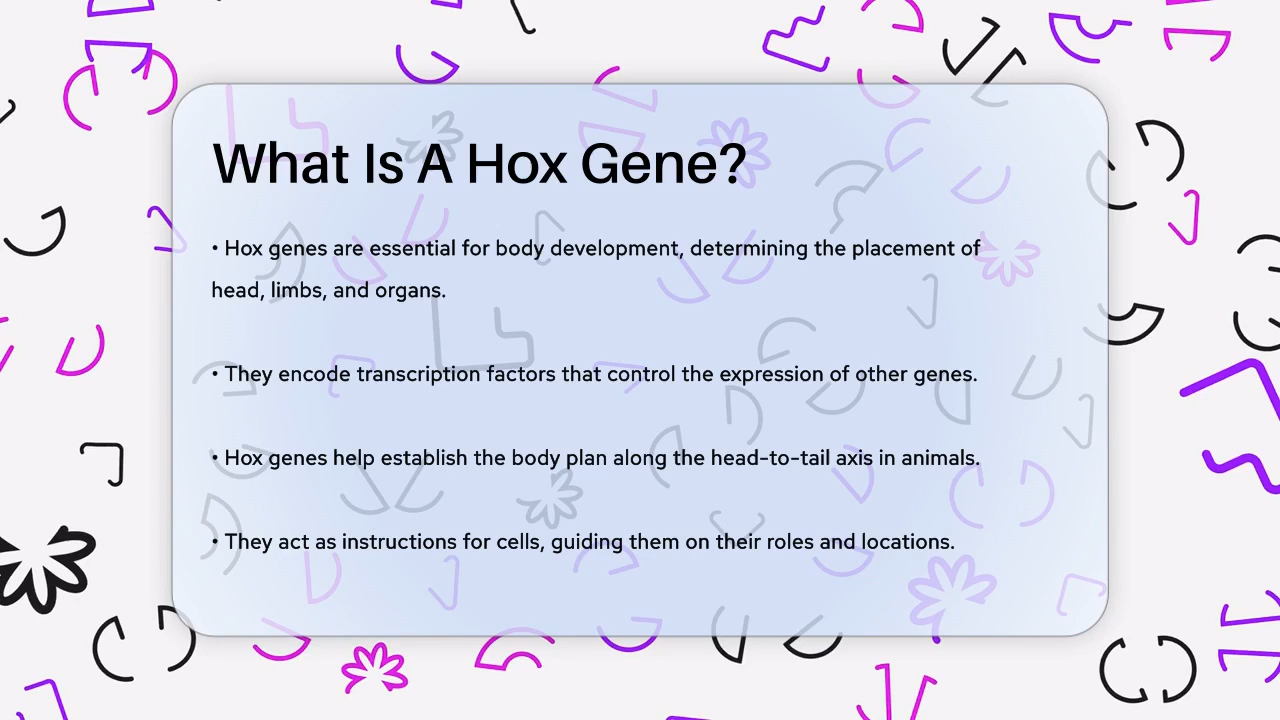 What Is A Hox Gene?
• Hox genes are essential for body development, determining the placement of
head, limbs, and organs.
• They encode transcription factors that control the expression of other genes.
• Hox genes help establish the body plan along the head-to-tail axis in animals.
• They act as instructions for cells, guiding them on their roles and locations.